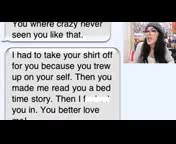 You where crazy never
seen you like that.
I had to take your shirt off
for you because you
trew up on your self. Then you
made me read you a bed
time story. Then I f
you in. You better love
me!